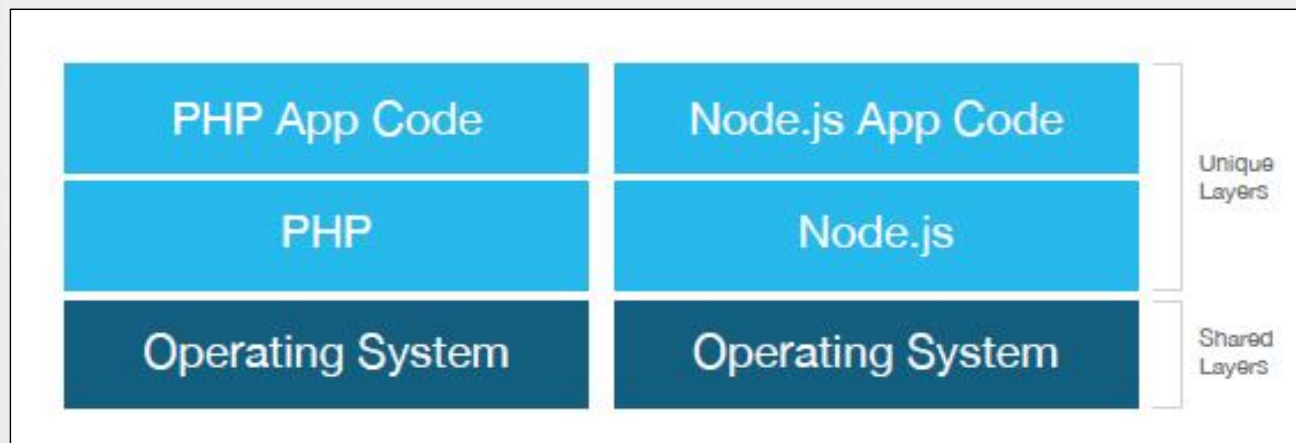 PHP App Code
Node.js App Code
PHP
Node.js
Unique
Layers
Operating System
Operating System
Shared
Layers